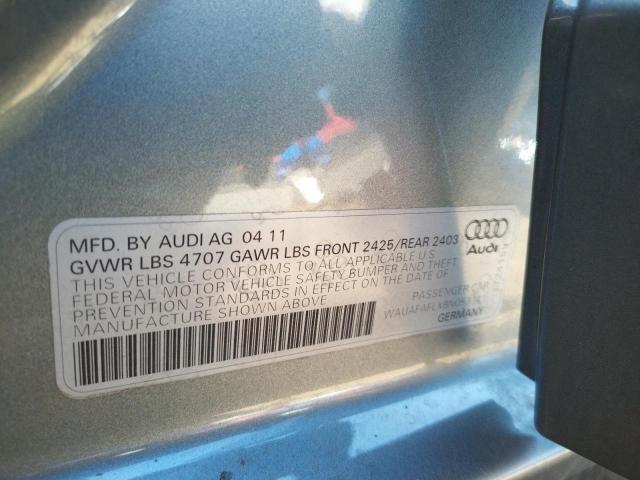 MFD. BY AUDI AG 04 11
GVWR LBS 4707 GAWR LBS FRONT 2425/REAR 2403
THIS VEHICLE CONFORMS TO ALL APPLICABLE U.S.
FEDERAL MOTOR VEHICLE SAFETY BUMPER AND THEFT
PREVENTION STANDARDS IN EFFECT ON THE DATE OF
MANUFACTURE SHOWN ABOVE
Audi
PASSENGER CAR
GERMANY